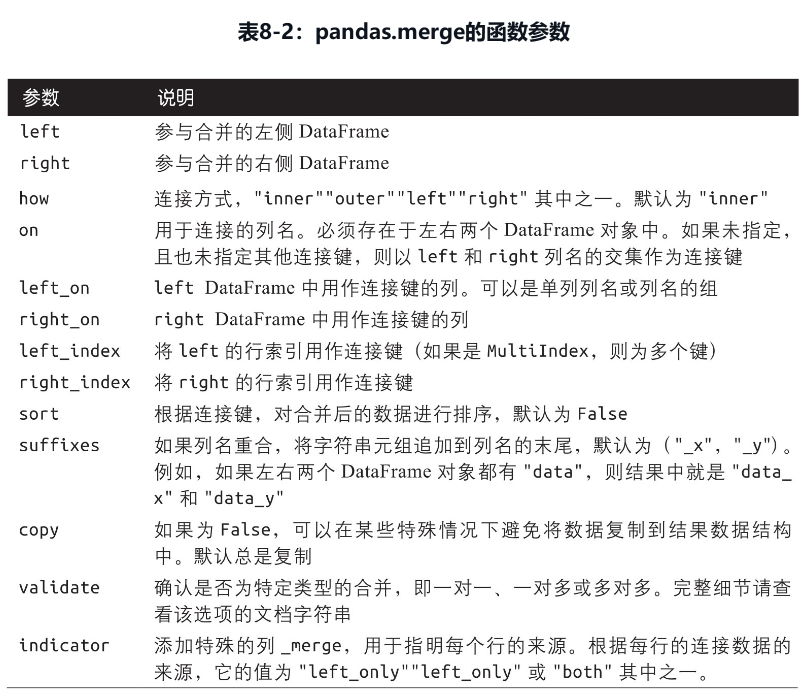 表8-2：pandas.merge的函数参数
参数 说明
left 参与合并的左侧 DataFrame
right 参与合并的右侧 DataFrame
how 连接方式，"inner""outer""left""right" 其中之一。默认为 "inner"
on 用于连接的列名。必须存在于左右两个 DataFrame 对象中。如果未指定，
且也未指定其他连接键，则以 left 和 right 列名的交集作为连接键
left_on left DataFrame 中用作连接键的列。可以是单列列名或列名的组
right_on right DataFrame 中用作连接键的列
left_index 将 left 的行索引用作连接键（如果是 MultiIndex，则为多个键）
right_index 将 right 的行索引用作连接键
sort 根据连接键，对合并后的数据进行排序，默认为 False
suffixes 如果列名重合，将字符串元组追加到列名的末尾，默认为（"_x"，"_y"）。
例如，如果左右两个 DataFrame 对象都有 "data"，则结果中就是 "data_
x" 和 "data_y"
copy 如果为 False，可以在某些特殊情况下避免将数据复制到结果数据结构
中。默认总是复制
validate 确认是否为特定类型的合并，即一对一、一对多或多对多。完整细节请查
看该选项的文档字符串
indicator 添加特殊的列 _merge，用于指明每个行的来源。根据每行的连接数据的
来源，它的值为 "left_only""left_only" 或 "both" 其中之一。